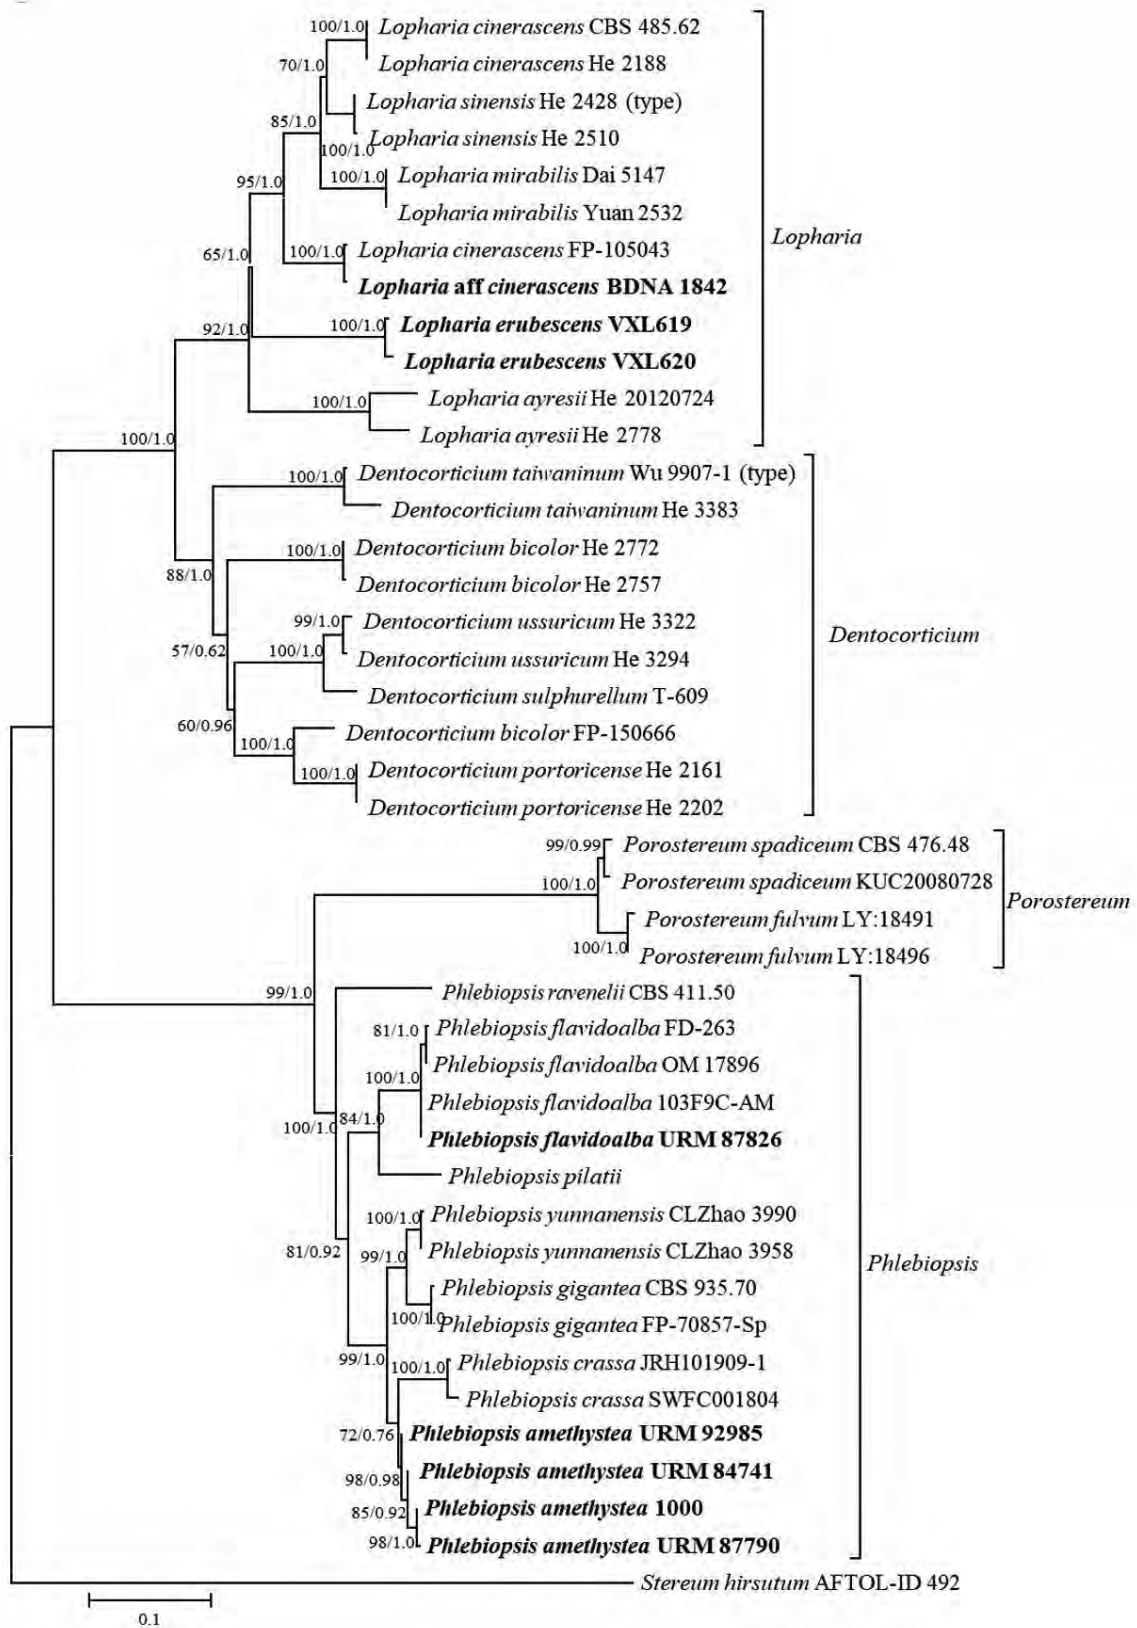 100/1.0 Lopharia cinerascens CBS 485.62
Lopharia cinerascens He 2188
70/1.0
Lopharia sinensis He 2428 (type)
85/1.0
Lopharia sinensis He 2510
100/1.0
100/1.0 Lopharia mirabilis Dai 5147
95/1.0
Lopharia mirabilis Yuan 2532
Lopharia
65/1.0
100/1.0 Lopharia cinerascens FP-105043
Lopharia aff cinerascens BDNA 1842
92/1.0
100/1.0 Lopharia erubescens VXL619
Lopharia erubescens VXL620
100/1.0 Lopharia ayresii He 20120724
Lopharia ayresii He 2778
100/1.0
100/1.0 Dentocorticium taiwaninum Wu 9907-1 (type)
Dentocorticium taiwaninum He 3383
100/1.0 Dentocorticium bicolor He 2772
88/1.0
Dentocorticium bicolor He 2757
99/1.0 Dentocorticium ussuricum He 3322
Dentocorticium
57/0.62
100/1.0 Dentocorticium ussuricum He 3294
Dentocorticium sulphurellum T-609
60/0.96
Dentocorticium bicolor FP-150666
100/1.0
100/1.0 Dentocorticium portoricense He 2161
Dentocorticium portoricense He 2202
99/0.99 Porostereum spadiceum CBS 476.48
100/1.0 Porostereum spadiceum KUC20080728
Porostereum
Porostereum fulvum LY:18491
100/1.0 Porostereum fulvum LY:18496
99/1.0
Phlebiopsis ravenelii CBS 411.50
81/1.0 Phlebiopsis flavidoalba FD-263
Phlebiopsis flavidoalba OM 17896
100/1.0
Phlebiopsis flavidoalba 103F9C-AM
100/1.0 84/1.0
Phlebiopsis flavidoalba URM 87826
Phlebiopsis pilatii
100/1.0 Phlebiopsis yunnanensis CLZhao 3990
81/0.92 99/1.0 Phlebiopsis yunnanensis CLZhao 3958
Phlebiopsis
Phlebiopsis gigantea CBS 935.70
100/1.0 Phlebiopsis gigantea FP-70857-Sp
99/1.0
100/1.0 Phlebiopsis crassa JRH101909-1
Phlebiopsis crassa SWFC001804
72/0.76 Phlebiopsis amethystea URM 92985
98/0.98 Phlebiopsis amethystea URM 84741
85/0.92 Phlebiopsis amethystea 1000
98/1.0 Phlebiopsis amethystea URM 87790
Stereum hirsutum AFTOL-ID 492
0.1